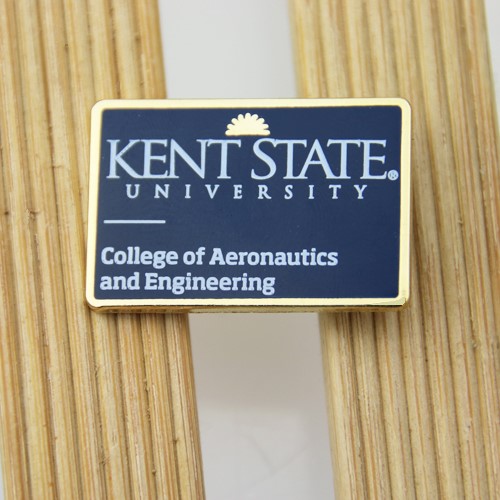 KENT STATE®
UNIVERSITY
College of Aeronautics
and Engineering